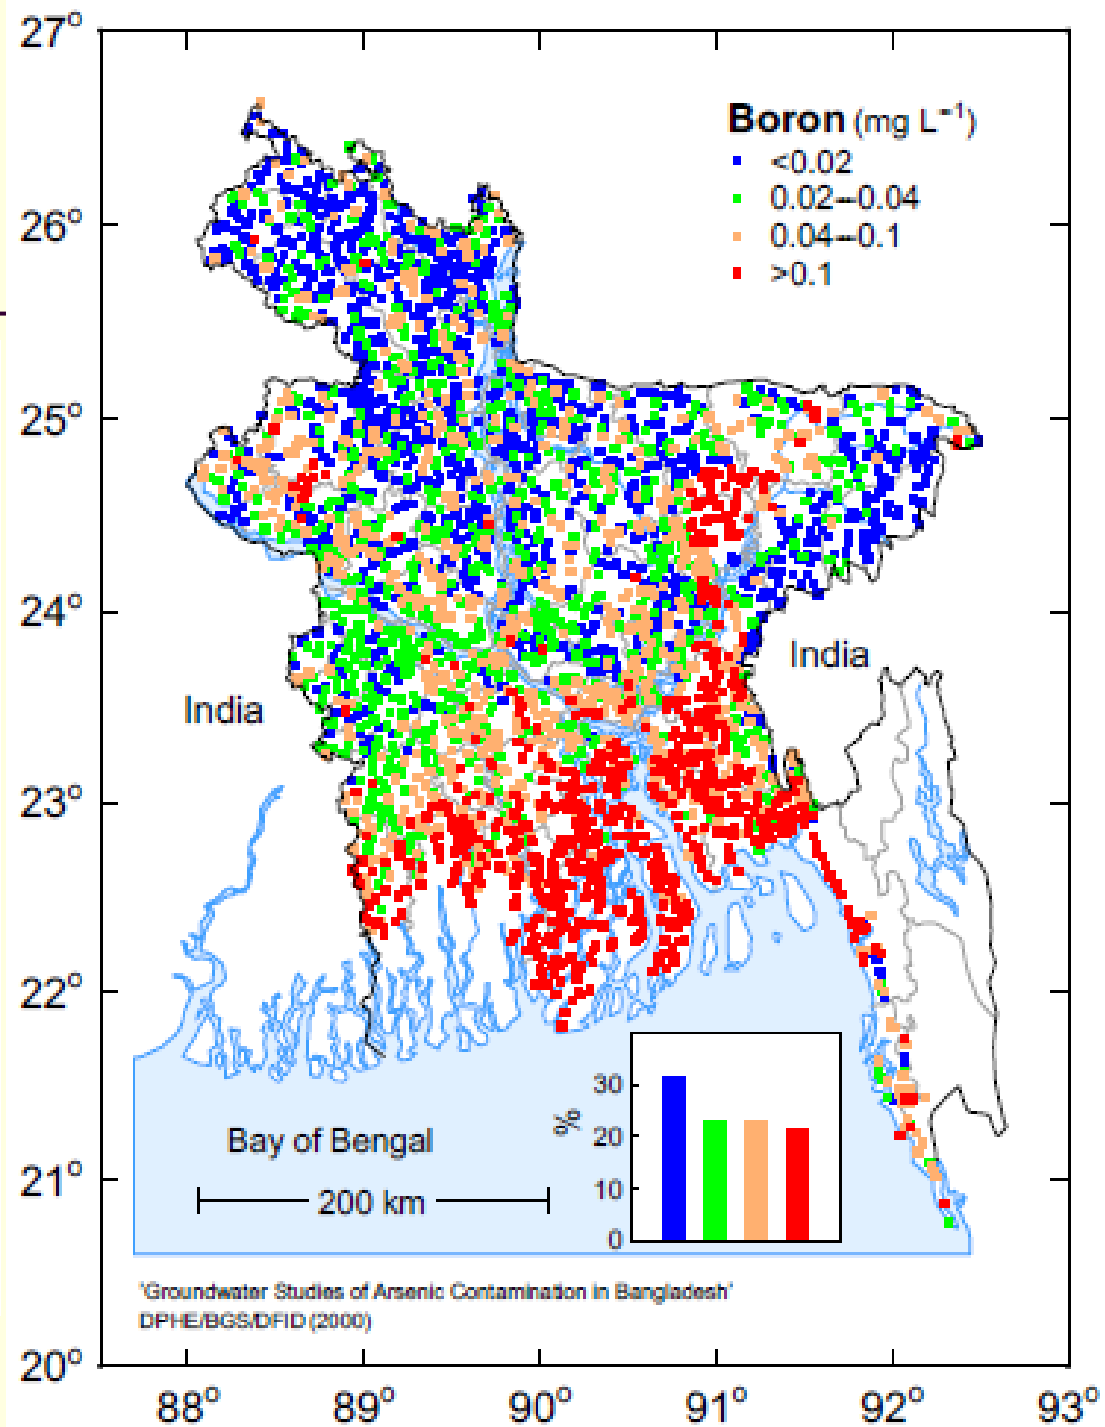 27°
Boron (mg L⁻¹)
<0.02
0.02–0.04
0.04–0.1
>0.1
26°
25°
24°
India
India
23°
22°
30
%
20
10
0
Bay of Bengal
21°
200 km
'Groundwater Studies of Arsenic Contamination in Bangladesh'
DPHE/BGS/DFID (2000)
20°
88° 89° 90° 91° 92° 93°